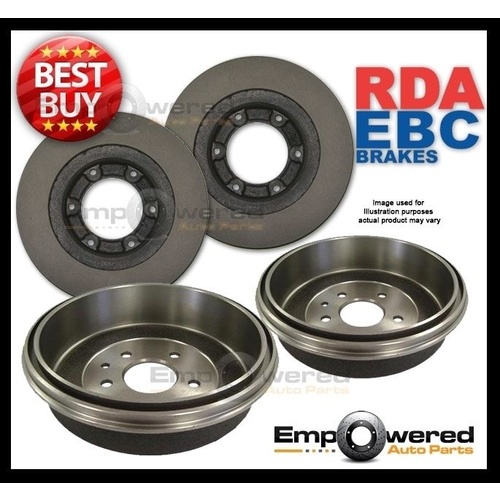 BEST
BUY
RDA
EBC
BRAKES
Image used for
illustration purposes
actual product may vary
Empowered
Auto Parts
Empowered
Auto Parts
Empowered
Auto Parts
Empowered
Auto Parts